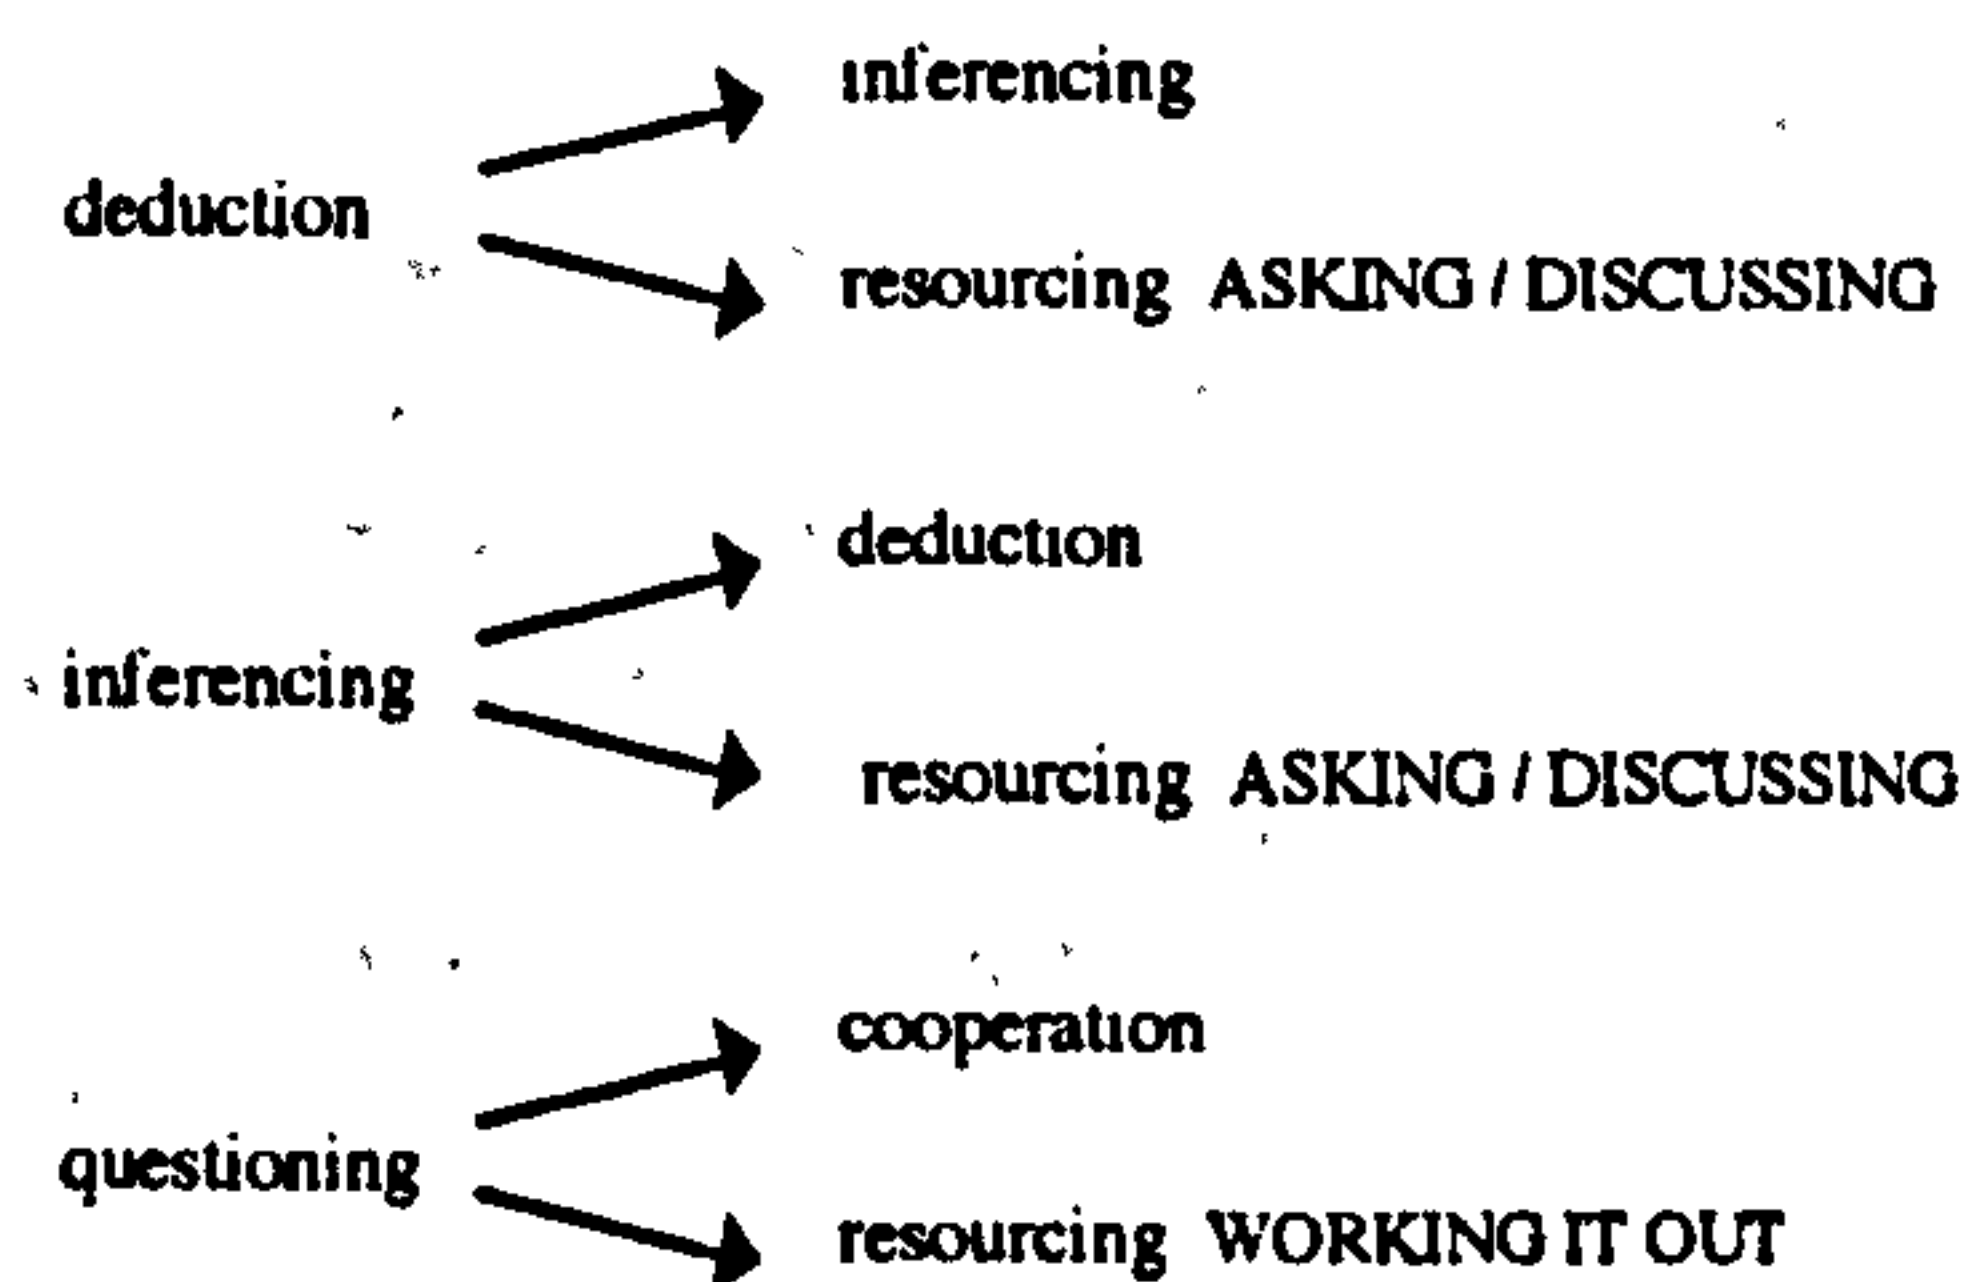 inferencing
deduction
resourcing ASKING / DISCUSSING
deduction
inferencing
resourcing ASKING / DISCUSSING
cooperation
questioning
resourcing WORKING IT OUT